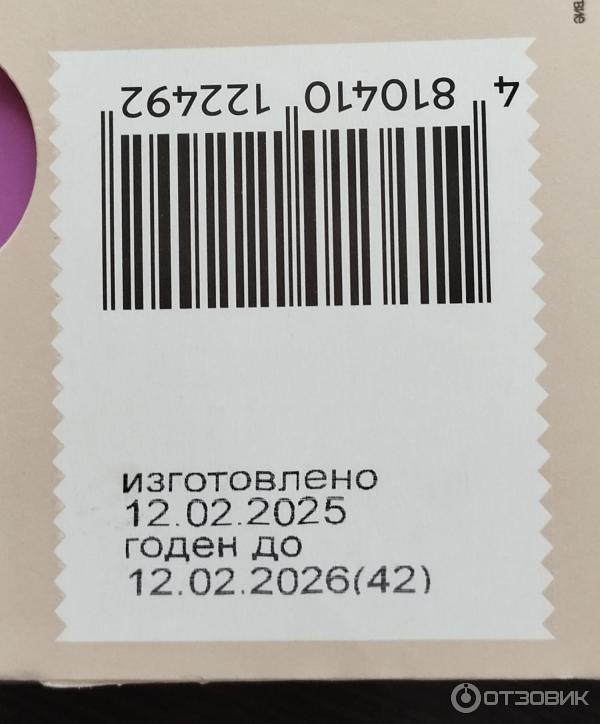 4 810410 122492
изготовлено
12.02.2025
годен до
12.02.2026(42)
ОТЗОВИК